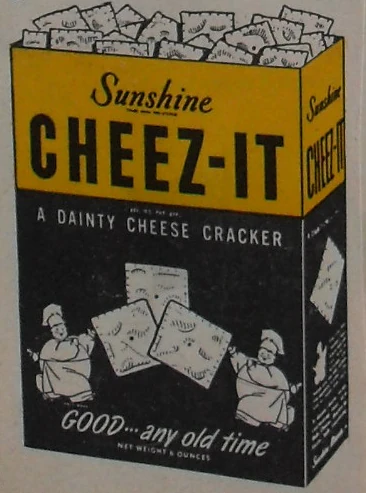 Sunshine
CHEEZ-IT
A DAINTY CHEESE CRACKER
GOOD... any old time
NET WEIGHT 6 OUNCES
Sunshine
CHEEZ-IT